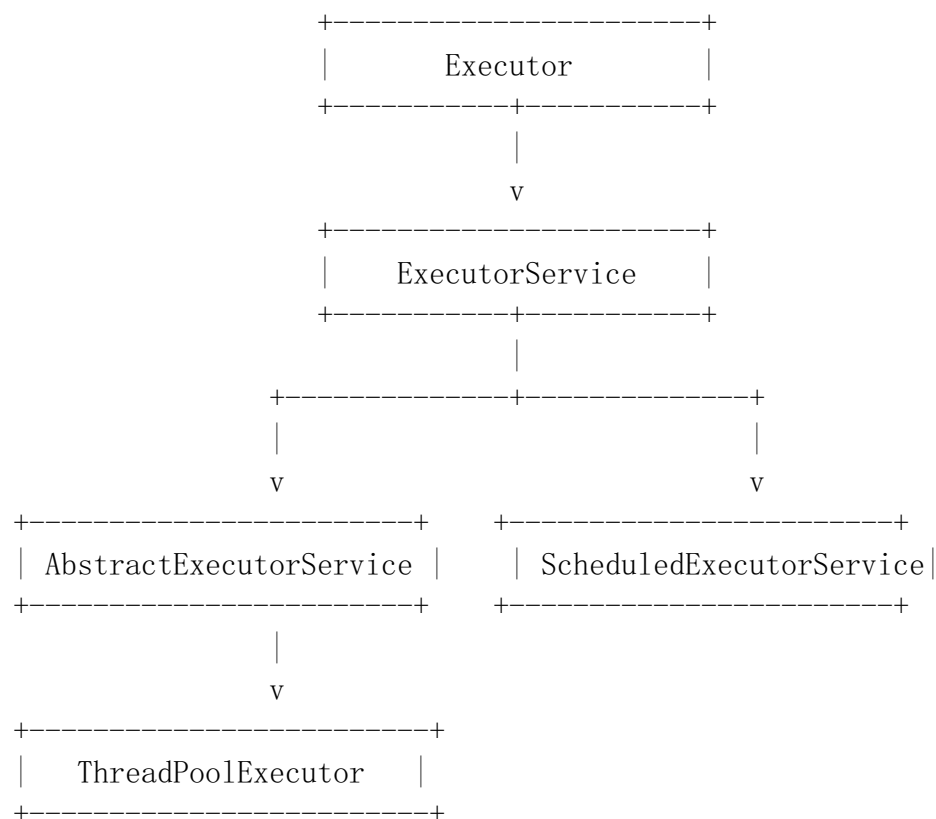 +------------------------+
|       Executor        |
+-----------+------------+
|
v
+------------------------+
|    ExecutorService    |
+-----------+------------+
|
+--------------+---------------+
|                              |
v                              v
+-------------------------+    +-------------------------+
| AbstractExecutorService |    | ScheduledExecutorService|
+-------------------------+    +-------------------------+
|
v
+--------------------------+
|   ThreadPoolExecutor   |
+--------------------------+